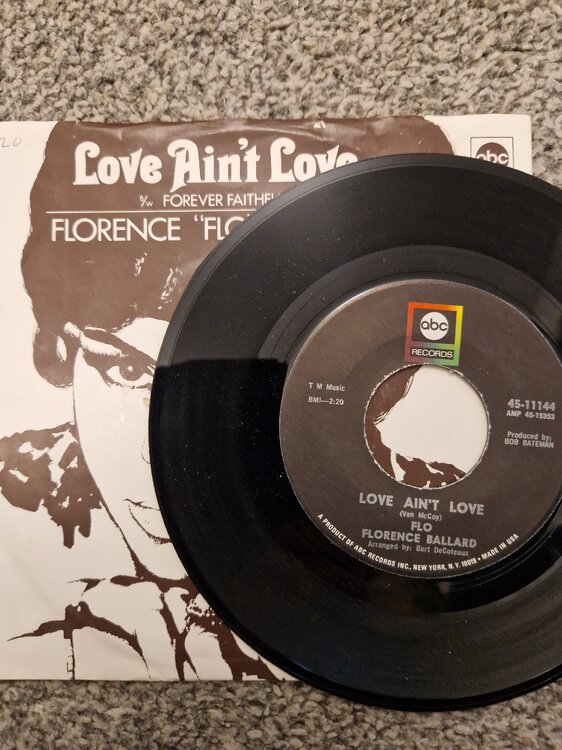 Love Ain't Love
abc
b/w FOREVER
FLORENCE
abc
RECORDS
T M Music
BMI—2:20
45-11144
AMP 45-15353
Produced by:
BOB BATEMAN
LOVE AIN'T LOVE
(Van McCoy)
FLO
FLORENCE BALLARD
Arranged by: Bert DeCoteaux
A PRODUCT OF ABC RECORDS INC., NEW YORK, N.Y. 10019 • MADE IN USA